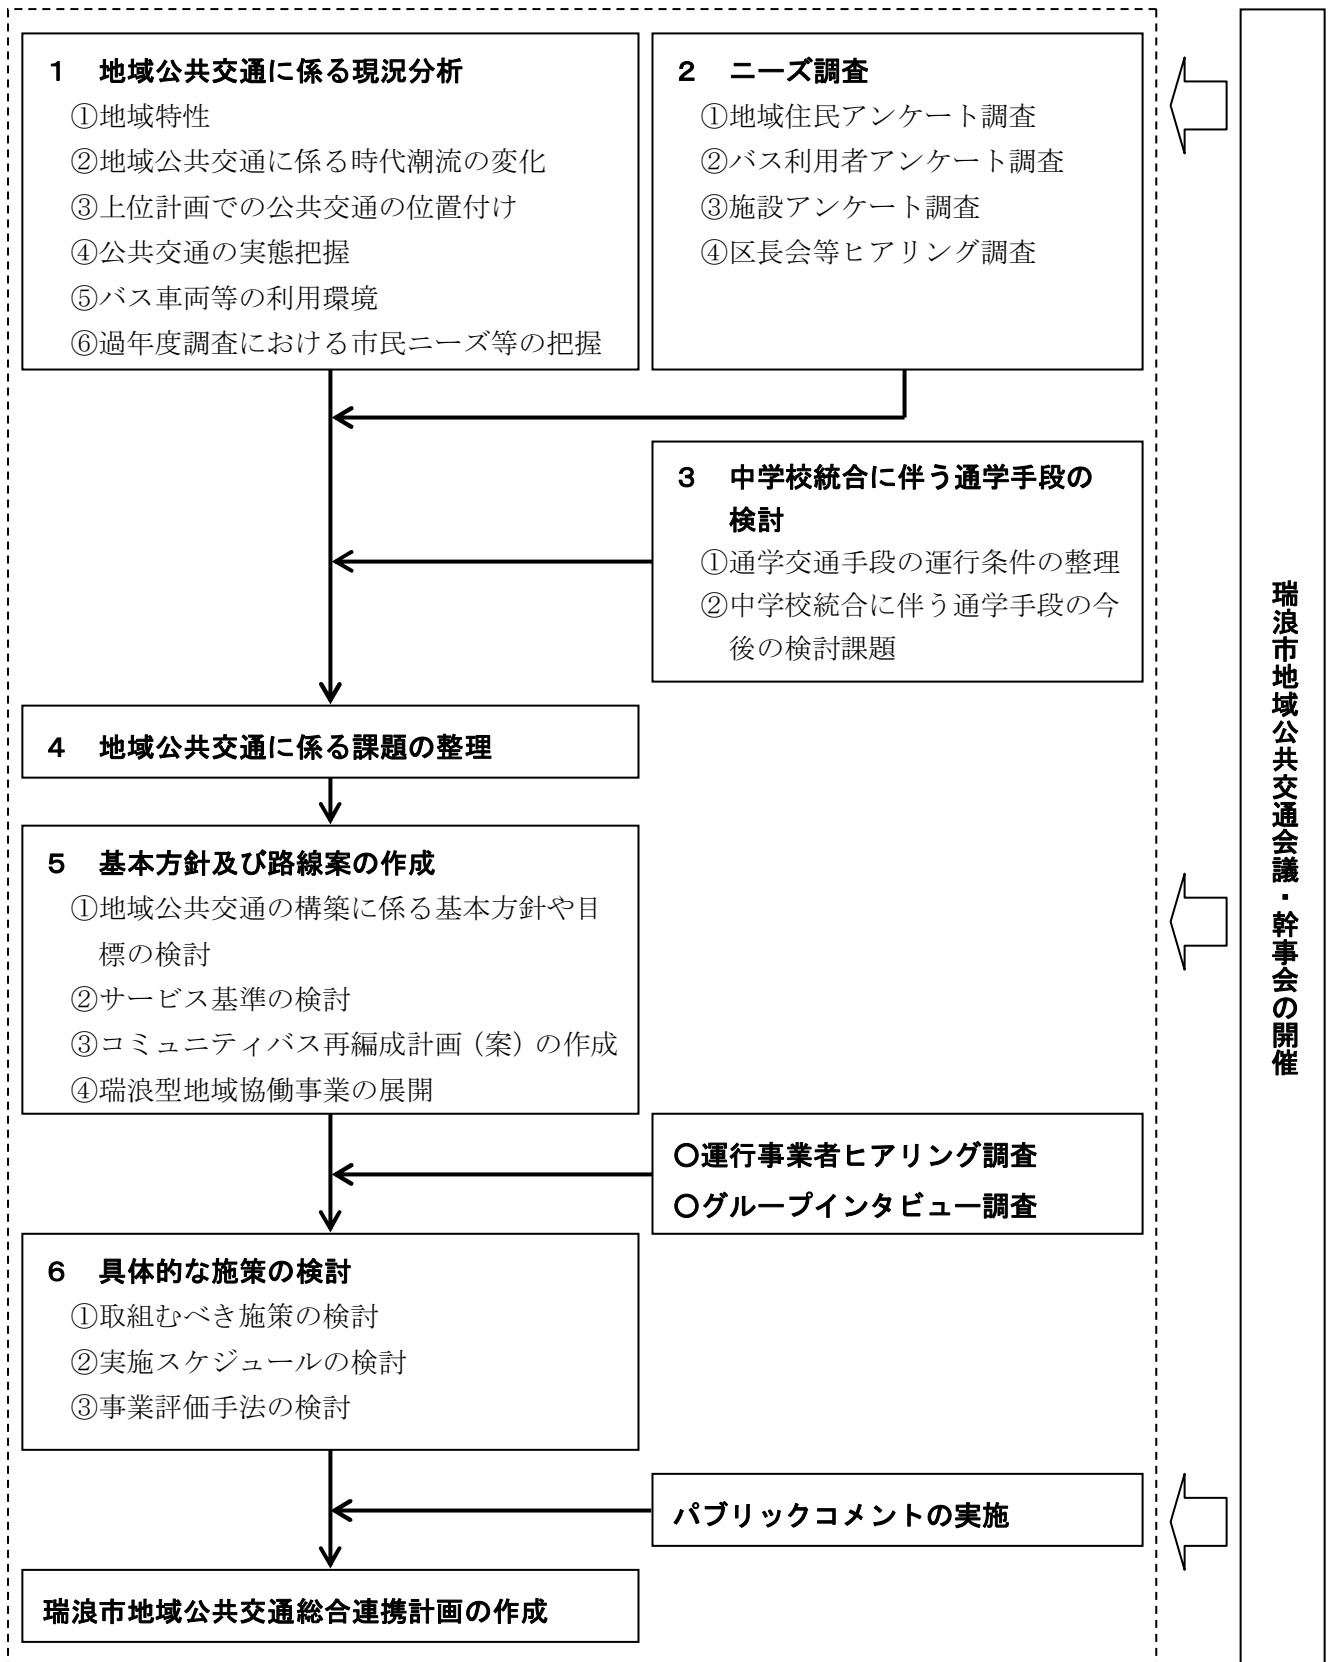 １　地域公共交通に係る現況分析
①地域特性
②地域公共交通に係る時代潮流の変化
③上位計画での公共交通の位置付け
④公共交通の実態把握
⑤バス車両等の利用環境
⑥過年度調査における市民ニーズ等の把握
２　ニーズ調査
①地域住民アンケート調査
②バス利用者アンケート調査
③施設アンケート調査
④区長会等ヒアリング調査
３　中学校統合に伴う通学手段の
検討
①通学交通手段の運行条件の整理
②中学校統合に伴う通学手段の今
後の検討課題
４　地域公共交通に係る課題の整理
５　基本方針及び路線案の作成
①地域公共交通の構築に係る基本方針や目
標の検討
②サービス基準の検討
③コミュニティバス再編成計画（案）の作成
④瑞浪型地域協働事業の展開
○運行事業者ヒアリング調査
○グループインタビュー調査
６　具体的な施策の検討
①取組むべき施策の検討
②実施スケジュールの検討
③事業評価手法の検討
パブリックコメントの実施
瑞浪市地域公共交通総合連携計画の作成
瑞浪市地域公共交通会議・幹事会の開催